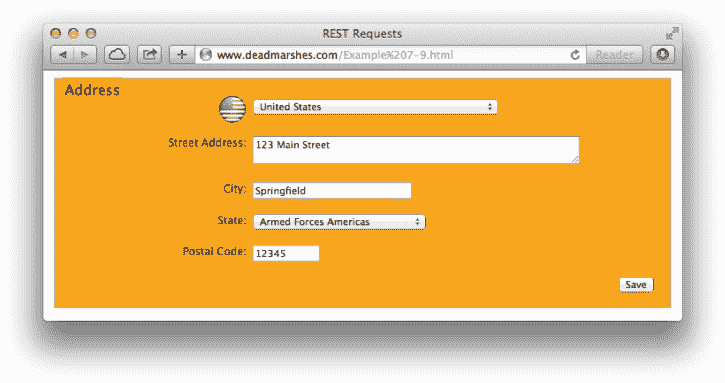 REST Requests
www.deadmarshes.com/Example%207-9.html
Reader
Address
United States
Street Address: 123 Main Street
City: Springfield
State: Armed Forces Americas
Postal Code: 12345
Save